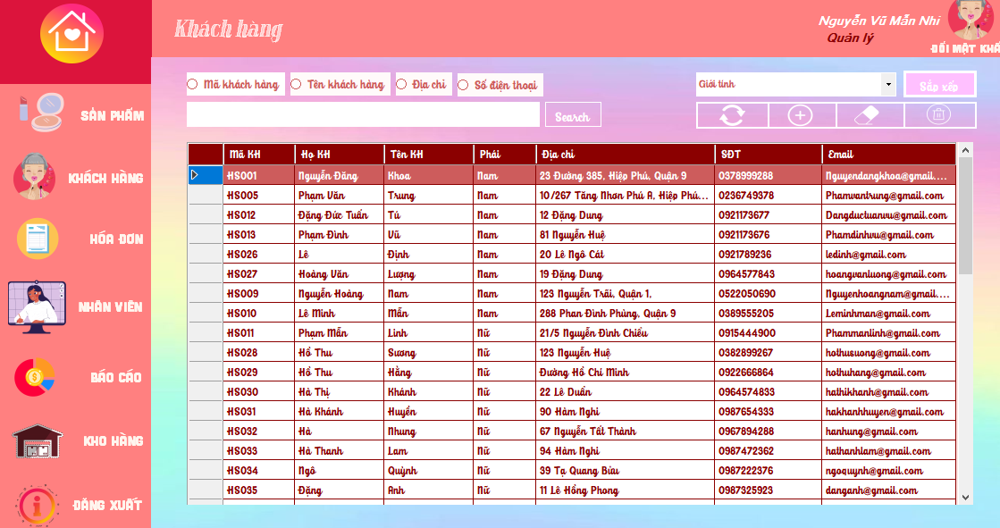 Khách hàng
Nguyễn Vũ Mẫn Nhi
Quản lý
ĐỔI MẬT KHẨ
SẢN PHẨM
KHÁCH HÀNG
HÓA ĐƠN
NHÂN VIÊN
BÁO CÁO
KHO HÀNG
ĐĂNG XUẤT
Mã khách hàng Tên khách hàng Địa chỉ Số điện thoại
Giới tính Sắp xếp
Search
Mã KH Họ KH Tên KH Phái Địa chỉ SĐT Email
HS001 Nguyễn Đăng Khoa Nam 23 Đường 385, Hiệp Phú, Quận 9 0378999288 Nguyendangkhoa@gmail....
HS005 Phạm Văn Trung Nam 10/267 Tăng Nhơn Phú A, Hiệp Phú... 0236749378 Phamvantrung@gmail.com
HS012 Đặng Đức Tuấn Tú Nam 12 Đặng Dung 0921173677 Dangductuanvu@gmail.com
HS013 Phạm Đình Vũ Nam 81 Nguyễn Huệ 0921173676 Phamdinhvu@gmail.com
HS026 Lê Định Nam 20 Lê Ngô Cát 0921789236 ledinh@gmail.com
HS027 Hoàng Văn Lượng Nam 19 Đặng Dung 0964577843 hoangvanluong@gmail.com
HS009 Nguyễn Hoàng Nam Nam 123 Nguyễn Trãi, Quận 1, 0522050690 Nguyenhoangnam@gmail....
HS010 Lê Minh Mẫn Nam 288 Phan Đình Phùng, Quận 9 0389555205 Leminhman@gmail.com
HS011 Phạm Mẫn Linh Nữ 21/5 Nguyễn Đình Chiểu 0915444900 Phammanlinh@gmail.com
HS028 Hồ Thu Sương Nữ 123 Nguyễn Huệ 0382899267 hothusuong@gmail.com
HS029 Hồ Thu Hằng Nữ Đường Hồ Chí Minh 0922666864 hothuhang@gmail.com
HS030 Hà Thị Khánh Nữ 22 Lê Duẩn 0964574833 hathikhanh@gmail.com
HS031 Hà Khánh Huyền Nữ 90 Hàm Nghi 0987654333 hakhanhhuyen@gmail.com
HS032 Hà Nhung Nữ 67 Nguyễn Tất Thành 0967894288 hanhung@gmail.com
HS033 Hà Thanh Lam Nữ 94 Hàm Nghi 0987472362 hathanhlam@gmail.com
HS034 Ngô Quỳnh Nữ 39 Tạ Quang Bửu 0987222376 ngoquynh@gmail.com
HS035 Đặng Anh Nữ 11 Lê Hồng Phong 0987325923 danganh@gmail.com